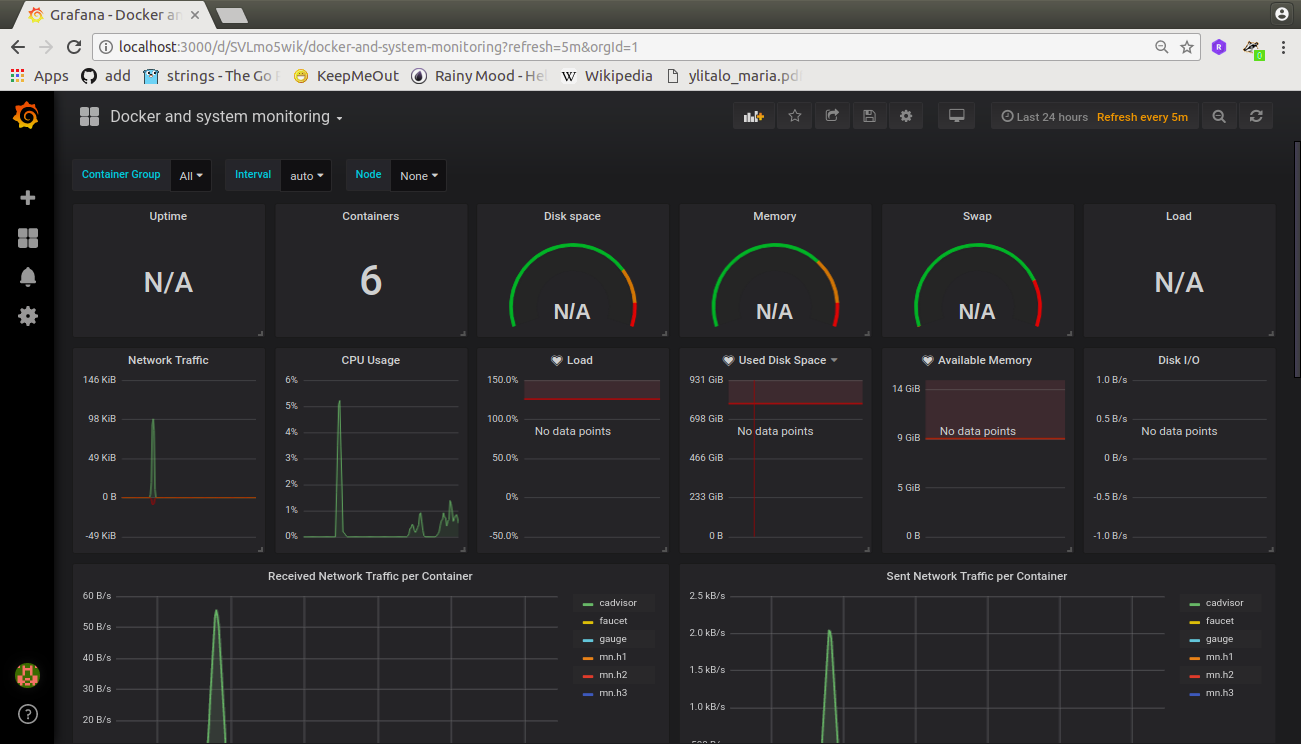 Grafana - Docker an
localhost:3000/d/SVLmo5wik/docker-and-system-monitoring?refresh=5m&orgId=1
R
0
Apps add strings - The Go KeepMeOut Rainy Mood - Hel W Wikipedia ylitalo_maria.pdf
Docker and system monitoring
Last 24 hours Refresh every 5m
Container Group All Interval auto Node None
Uptime Containers Disk space Memory Swap Load
N/A 6 N/A N/A N/A N/A
Network Traffic
146 KiB
98 KiB
49 KiB
0 B
-49 KiB
CPU Usage
6%
5%
4%
3%
2%
1%
0%
Load
150.0%
100.0%
No data points
50.0%
0%
-50.0%
Used Disk Space
931 GiB
698 GiB
No data points
466 GiB
233 GiB
0 B
Available Memory
14 GiB
No data points
9 GiB
5 GiB
0 B
Disk I/O
1.0 B/s
0.5 B/s
No data points
0 B/s
-0.5 B/s
-1.0 B/s
Received Network Traffic per Container
60 B/s
50 B/s
40 B/s
30 B/s
20 B/s
cadvisor
faucet
gauge
mn.h1
mn.h2
mn.h3
Sent Network Traffic per Container
2.5 kB/s
2.0 kB/s
1.5 kB/s
1.0 kB/s
cadvisor
faucet
gauge
mn.h1
mn.h2
mn.h3
?